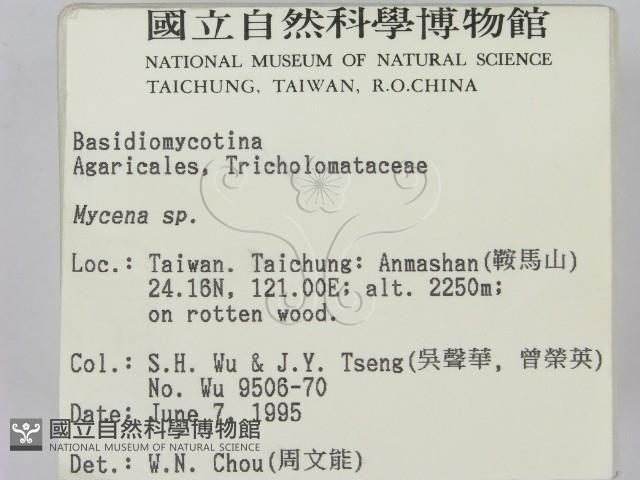 國立自然科學博物館
NATIONAL MUSEUM OF NATURAL SCIENCE
TAICHUNG, TAIWAN, R.O.CHINA
Basidiomycotina
Agaricales, Tricholomataceae
Mycena sp.
Loc.: Taiwan. Taichung: Anmashan(鞍馬山)
24.16N, 121.00E; alt. 2250m;
on rotten wood.
Col.: S.H. Wu & J.Y. Tseng(吳聲華, 曾榮英)
No. Wu 9506-70
Date: June 7, 1995
國立自然科學博物館
NATIONAL MUSEUM OF NATURAL SCIENCE
Det.: W.N. Chou(周文能)